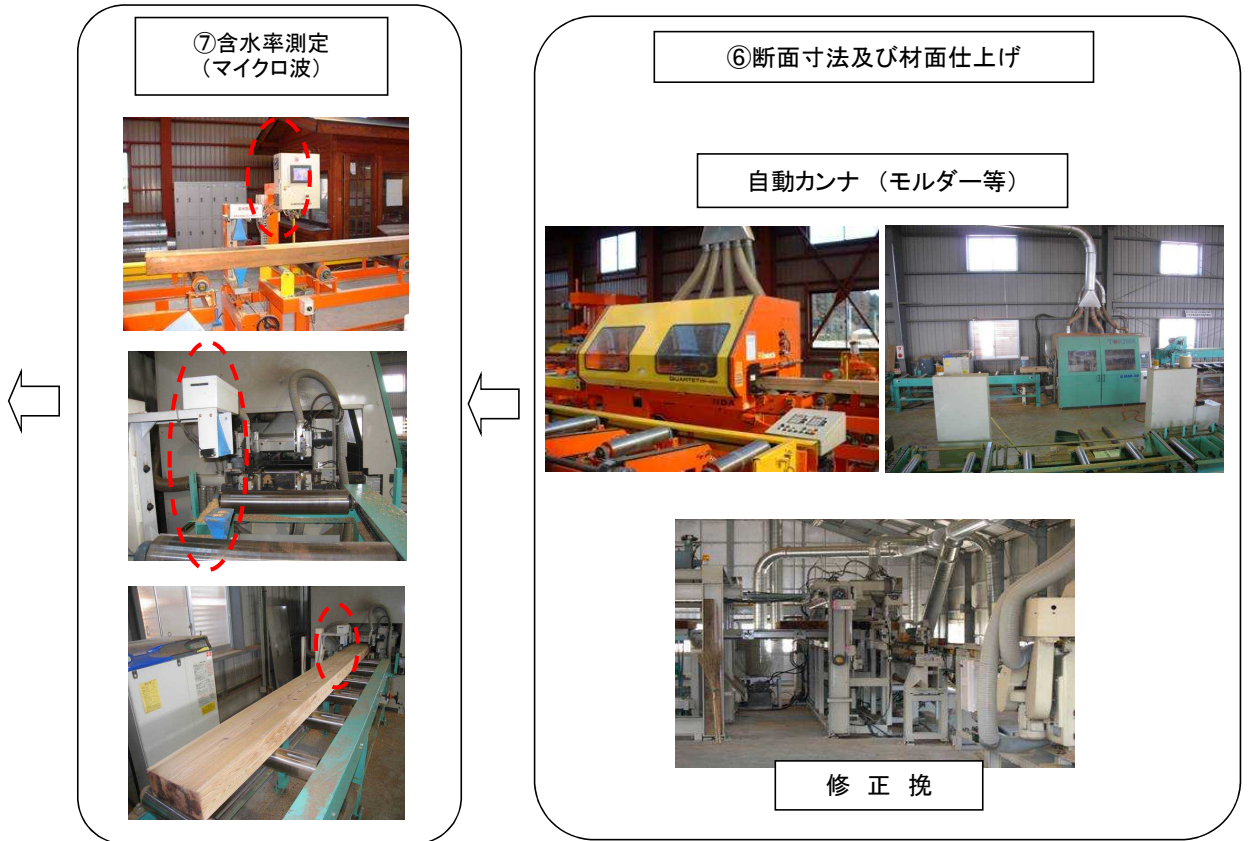 ⑦含水率測定
（マイクロ波）
⑥断面寸法及び材面仕上げ
自動カンナ （モルダー等）
QUARTET
修 正 挽